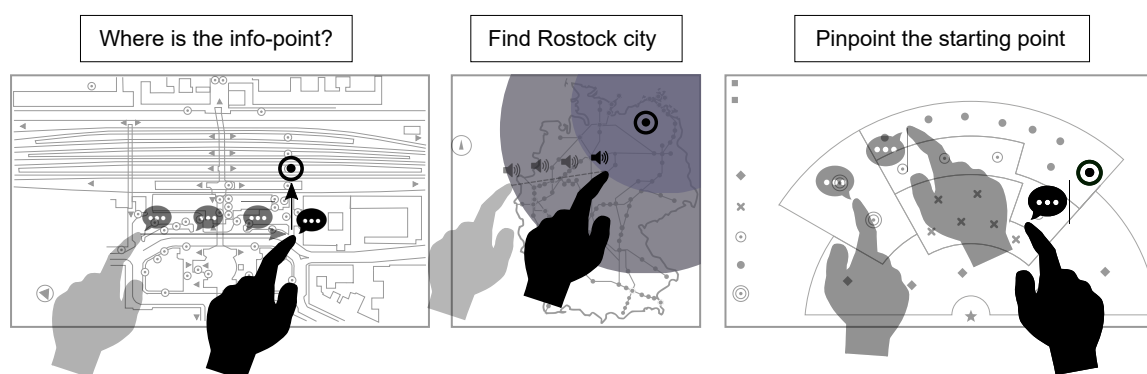 Where is the info-point?
Find Rostock city
Pinpoint the starting point